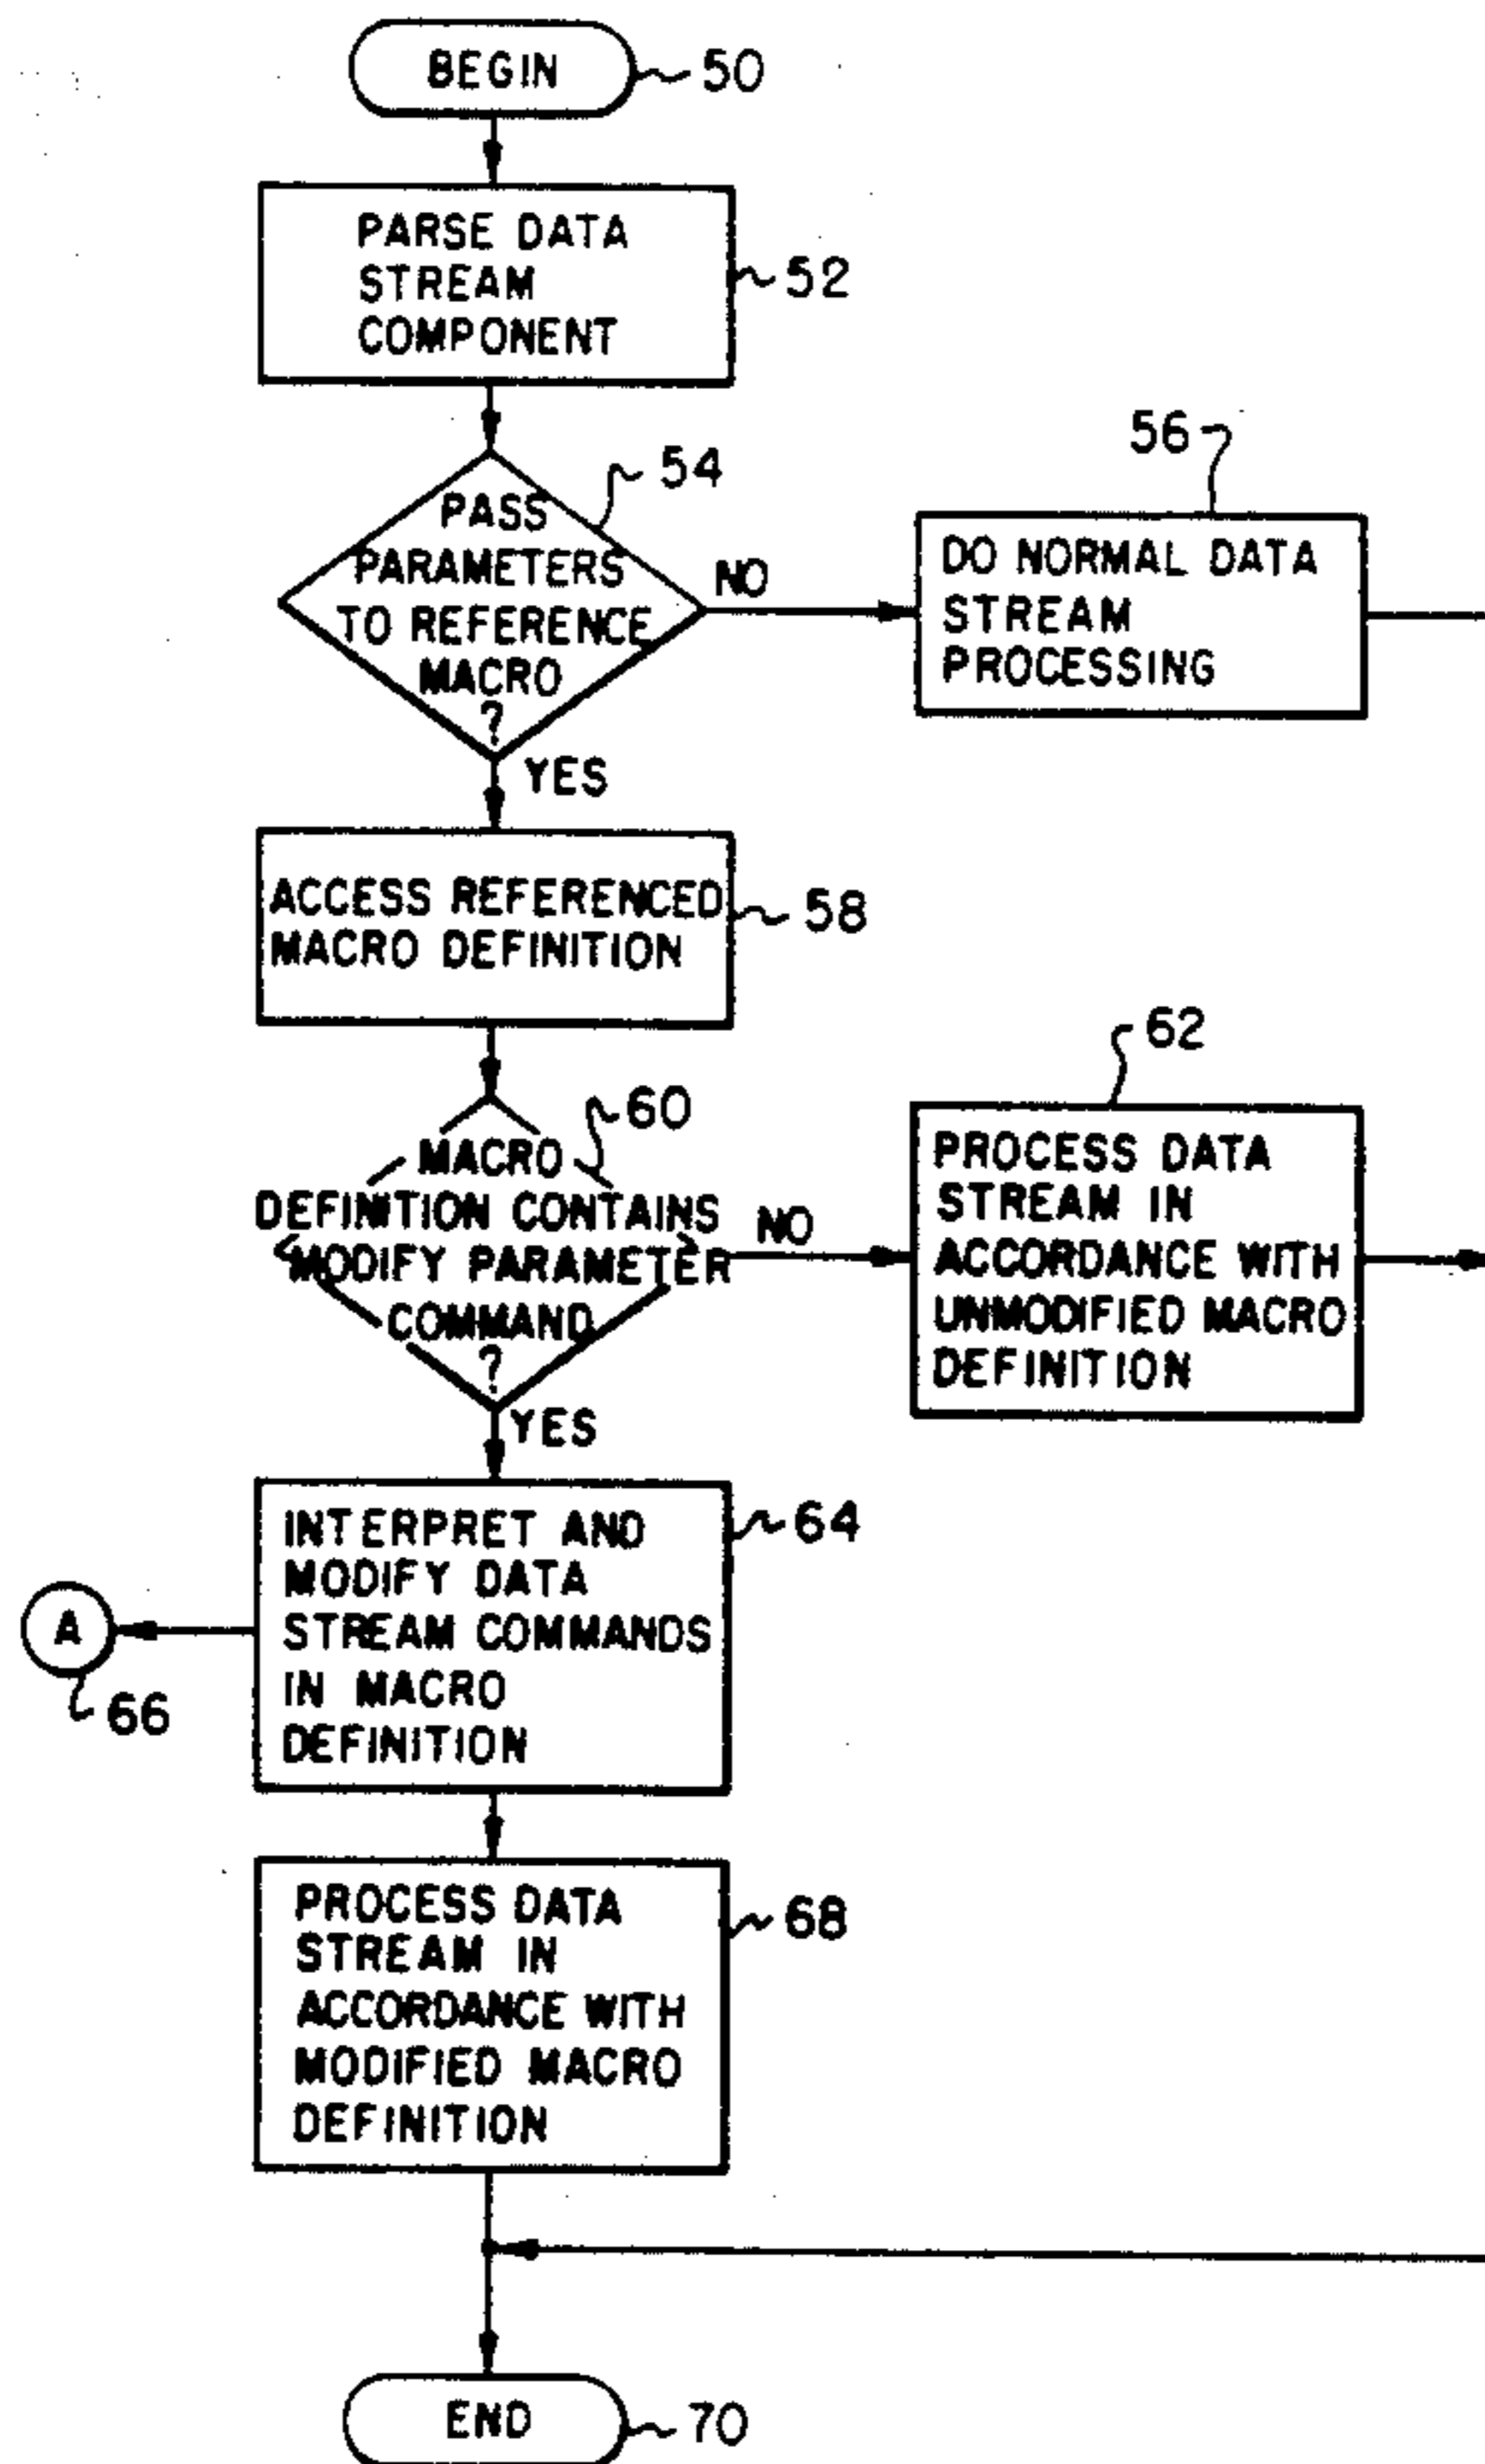 BEGIN
50
PARSE DATA
STREAM
COMPONENT
52
PASS
PARAMETERS
TO REFERENCE
MACRO
?
54
NO
56
DO NORMAL DATA
STREAM
PROCESSING
YES
ACCESS REFERENCED
MACRO DEFINITION
58
MACRO
DEFINITION CONTAINS
MODIFY PARAMETER
COMMAND
?
60
NO
62
PROCESS DATA
STREAM IN
ACCORDANCE WITH
UNMODIFIED MACRO
DEFINITION
YES
INTERPRET AND
MODIFY DATA
STREAM COMMANDS
IN MACRO
DEFINITION
64
A
66
PROCESS DATA
STREAM IN
ACCORDANCE WITH
MODIFIED MACRO
DEFINITION
68
END
70